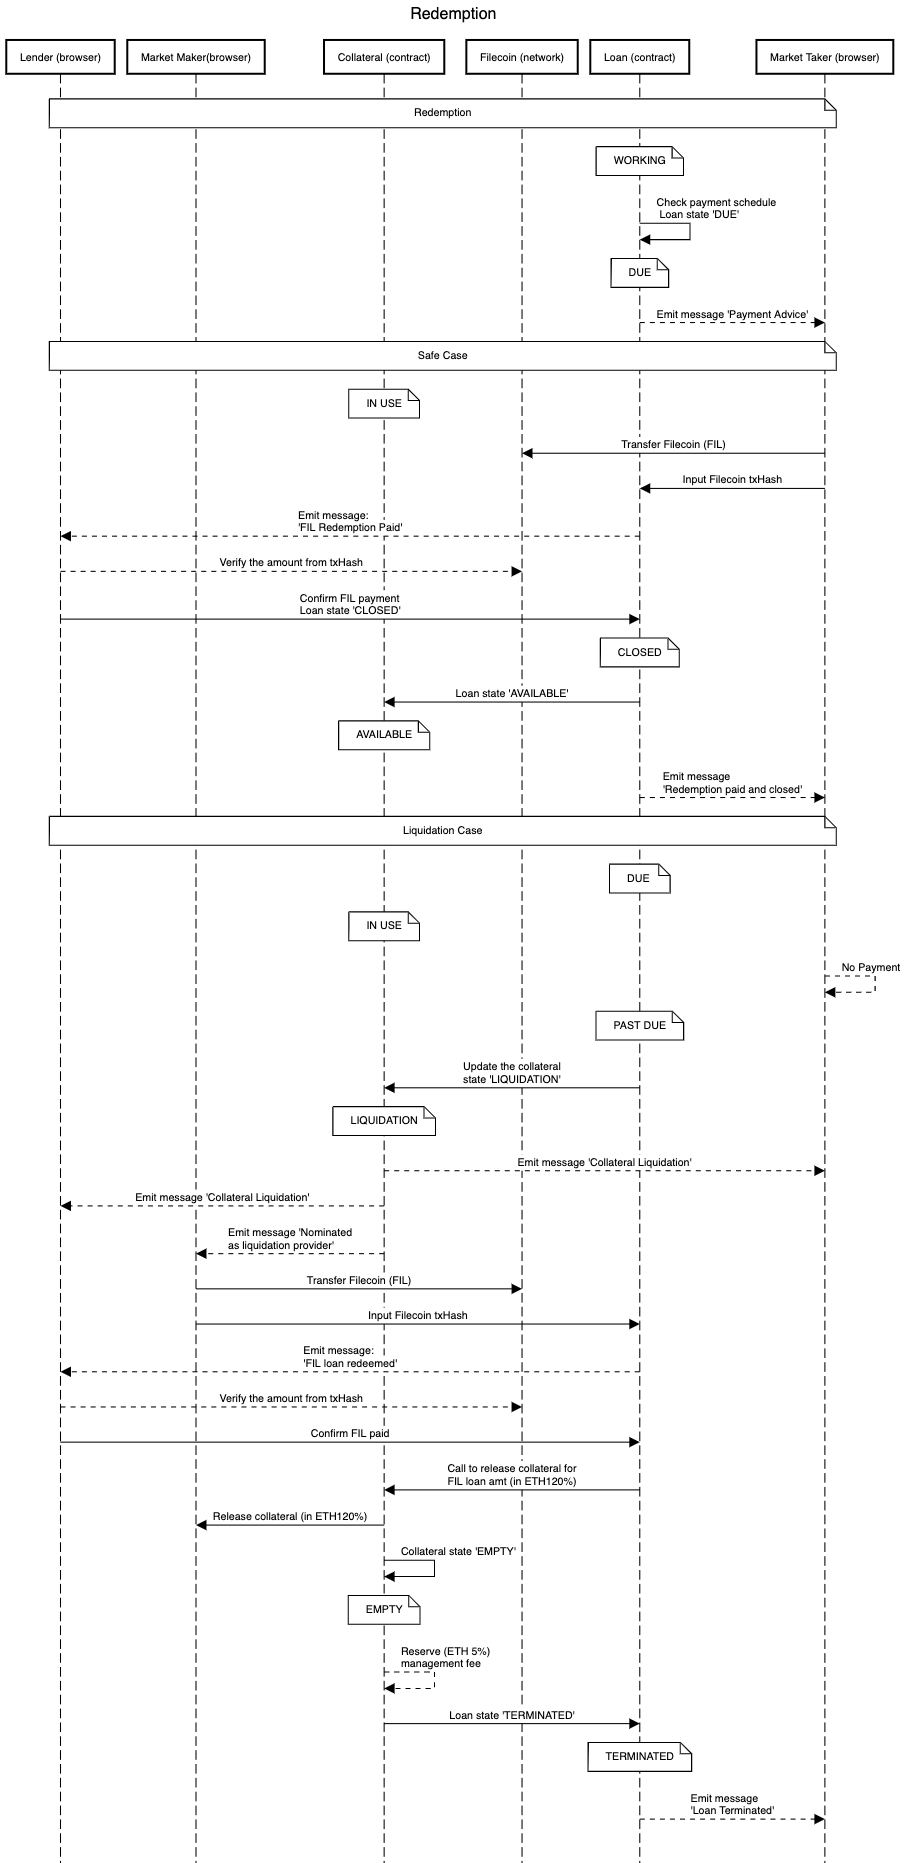 Redemption
Lender (browser)
Market Maker(browser)
Collateral (contract)
Filecoin (network)
Loan (contract)
Market Taker (browser)
Redemption
WORKING
Check payment schedule
Loan state 'DUE'
DUE
Emit message 'Payment Advice'
Safe Case
IN USE
Transfer Filecoin (FIL)
Input Filecoin txHash
Emit message:
'FIL Redemption Paid'
Verify the amount from txHash
Confirm FIL payment
Loan state 'CLOSED'
CLOSED
Loan state 'AVAILABLE'
AVAILABLE
Emit message
'Redemption paid and closed'
Liquidation Case
DUE
IN USE
No Payment
PAST DUE
Update the collateral
state 'LIQUIDATION'
LIQUIDATION
Emit message 'Collateral Liquidation'
Emit message 'Collateral Liquidation'
Emit message 'Nominated
as liquidation provider'
Transfer Filecoin (FIL)
Input Filecoin txHash
Emit message:
'FIL loan redeemed'
Verify the amount from txHash
Confirm FIL paid
Call to release collateral for
FIL loan amt (in ETH120%)
Release collateral (in ETH120%)
Collateral state 'EMPTY'
EMPTY
Reserve (ETH 5%)
management fee
Loan state 'TERMINATED'
TERMINATED
Emit message
'Loan Terminated'